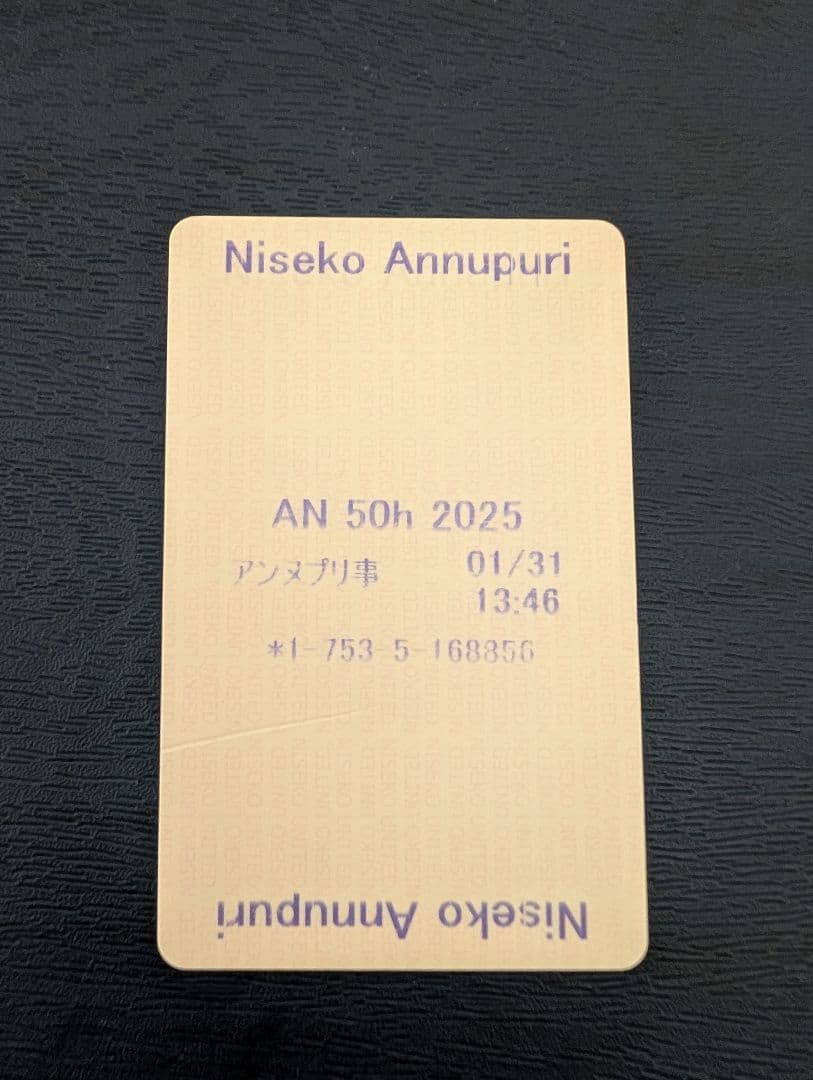 Niseko Annupuri
AN 50h 2025
アンヌプリ事 01/31
13:46
*1-753-5-168856
Niseko Annupuri